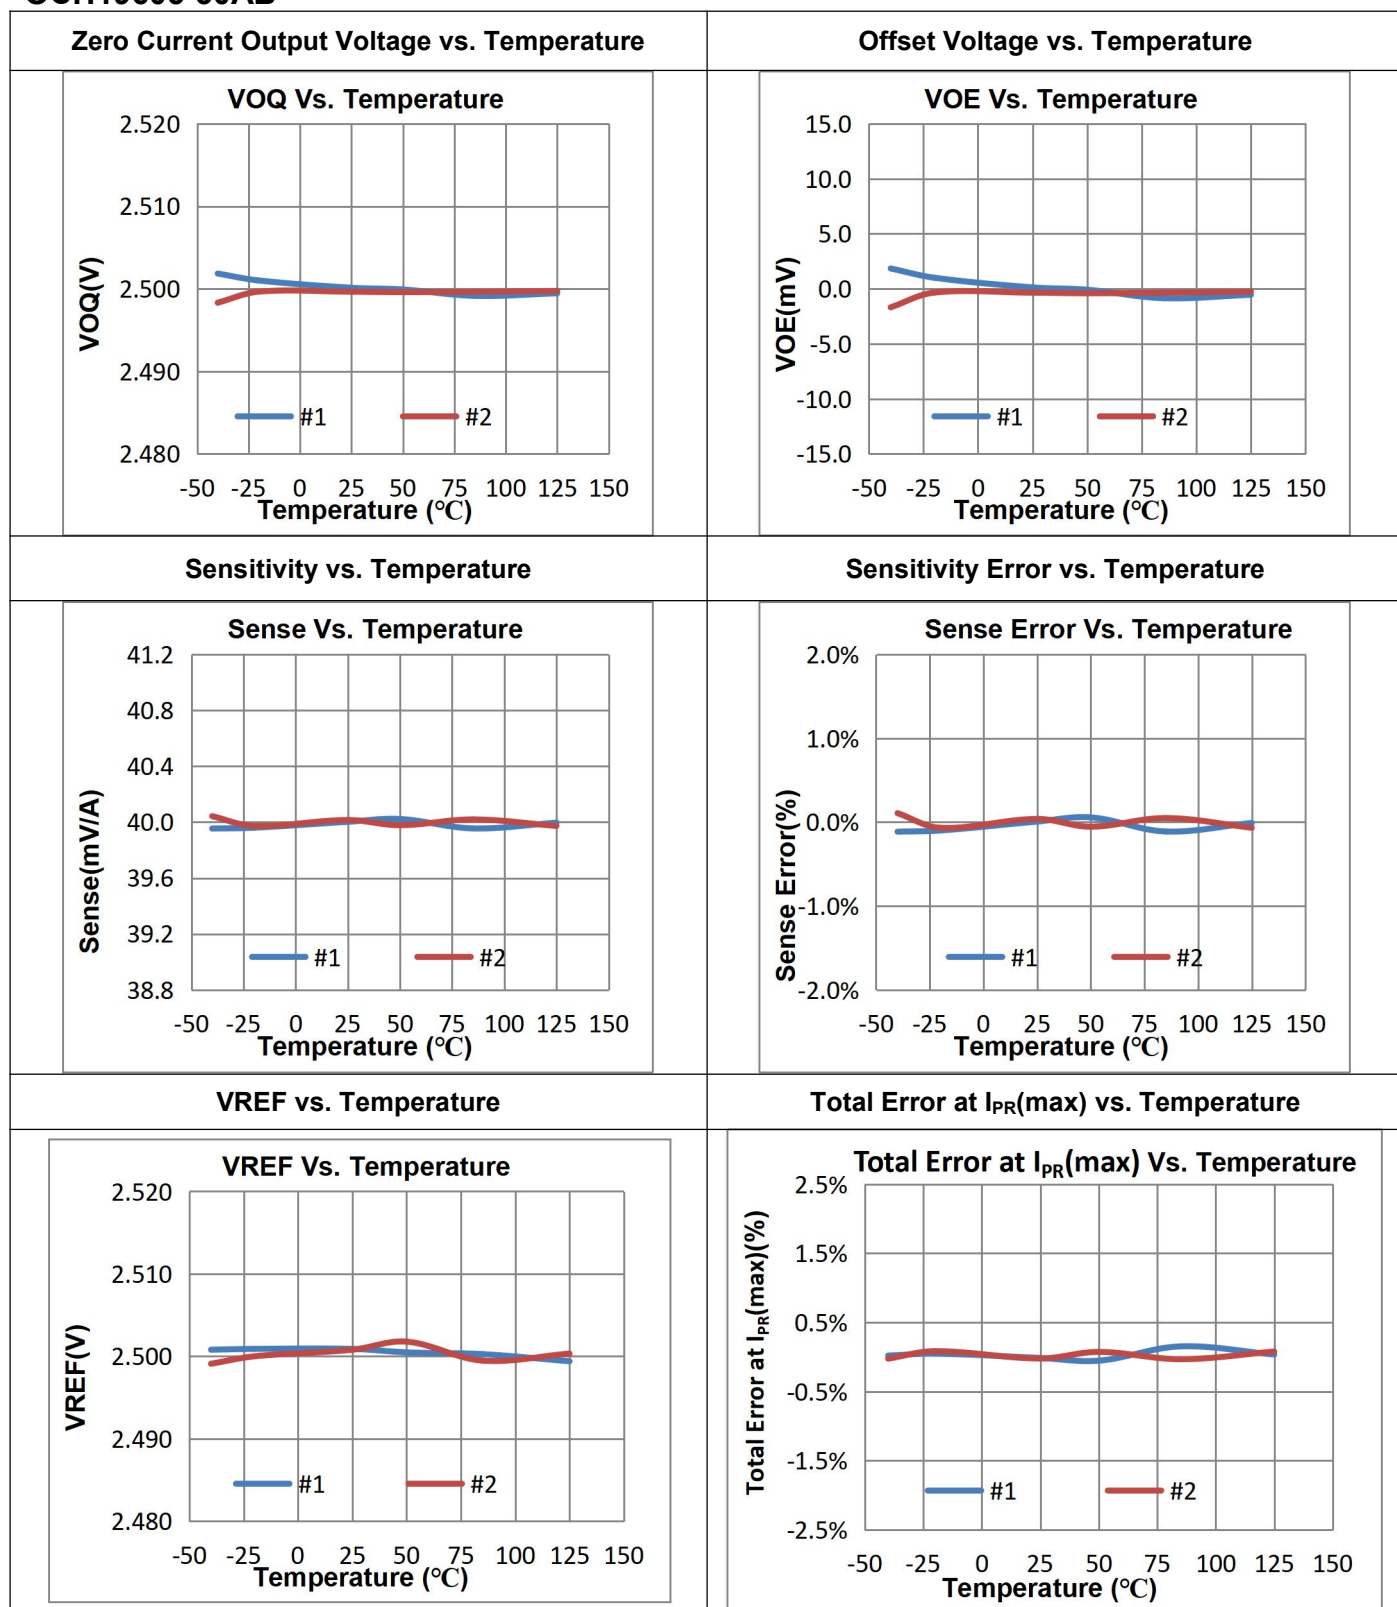 Zero Current Output Voltage vs. Temperature
Offset Voltage vs. Temperature
VOQ Vs. Temperature
2.520
2.510
2.500
2.490
2.480
VOQ(V)
#1 #2
-50 -25 0 25 50 75 100 125 150
Temperature (℃)
VOE Vs. Temperature
15.0
10.0
5.0
0.0
-5.0
-10.0
-15.0
VOE(mV)
#1 #2
-50 -25 0 25 50 75 100 125 150
Temperature (℃)
Sensitivity vs. Temperature
Sensitivity Error vs. Temperature
Sense Vs. Temperature
41.2
40.8
40.4
40.0
39.6
39.2
38.8
Sense(mV/A)
#1 #2
-50 -25 0 25 50 75 100 125 150
Temperature (℃)
Sense Error Vs. Temperature
2.0%
1.0%
0.0%
-1.0%
-2.0%
Sense Error(%)
#1 #2
-50 -25 0 25 50 75 100 125 150
Temperature (℃)
VREF vs. Temperature
Total Error at IPR(max) vs. Temperature
VREF Vs. Temperature
2.520
2.510
2.500
2.490
2.480
VREF(V)
#1 #2
-50 -25 0 25 50 75 100 125 150
Temperature (℃)
Total Error at IPR(max) Vs. Temperature
2.5%
1.5%
0.5%
-0.5%
-1.5%
-2.5%
Total Error at IPR(max)(%)
#1 #2
-50 -25 0 25 50 75 100 125 150
Temperature (℃)